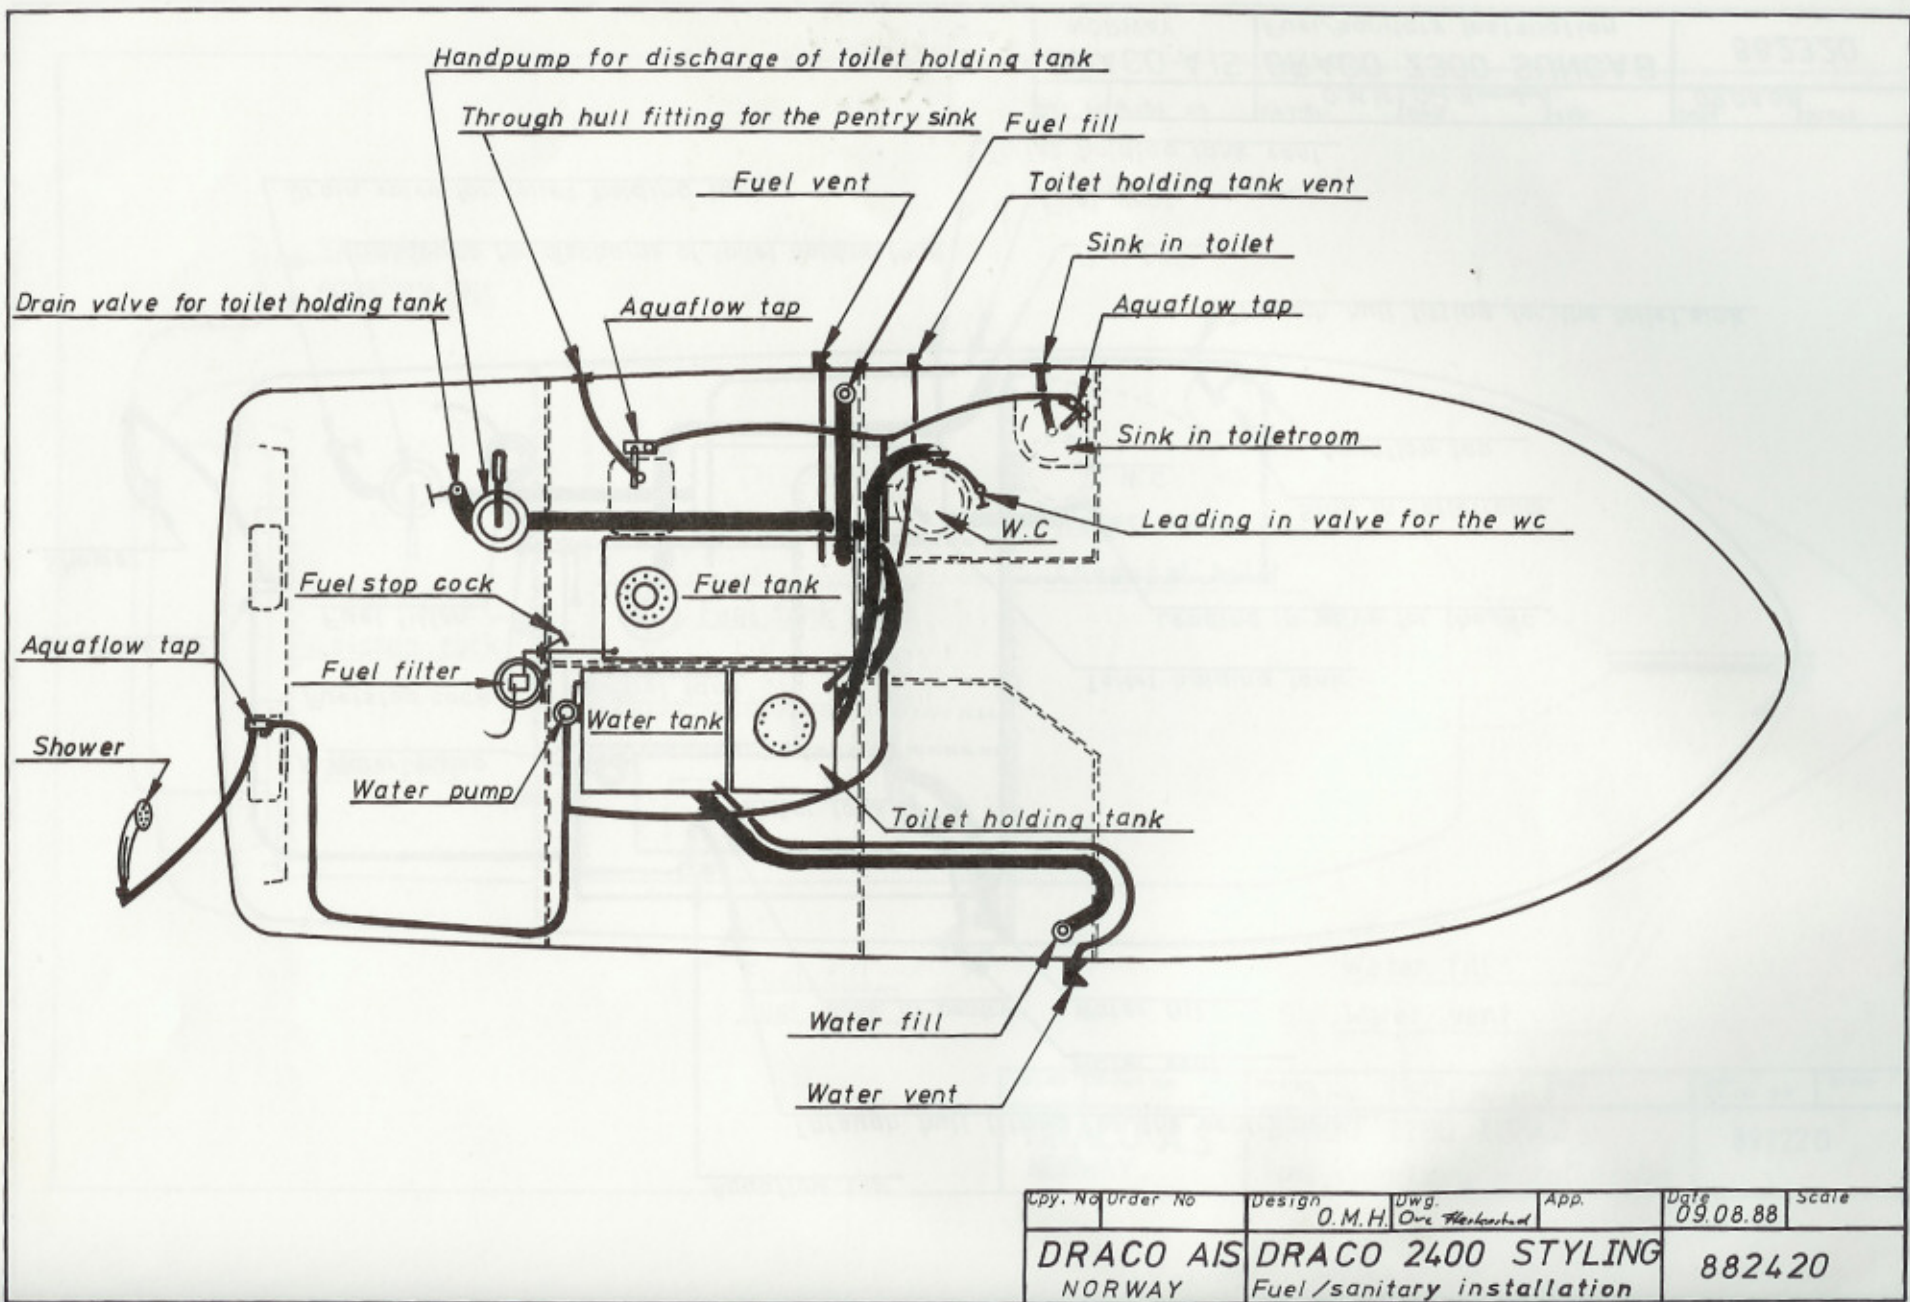 Handpump for discharge of toilet holding tank
Through hull fitting for the pentry sink
Fuel fill
Fuel vent
Toilet holding tank vent
Sink in toilet
Drain valve for toilet holding tank
Aquaflow tap
Aquaflow tap
Sink in toiletroom
Leading in valve for the wc
W.C
Fuel stop cock
Fuel tank
Aquaflow tap
Fuel filter
Water tank
Shower
Water pump
Toilet holding tank
Water fill
Water vent
Cpy. No Order No Design O.M.H. Dwg. Ove App. Date 09.08.88 Scale
DRACO A/S DRACO 2400 STYLING 882420
NORWAY Fuel/sanitary installation